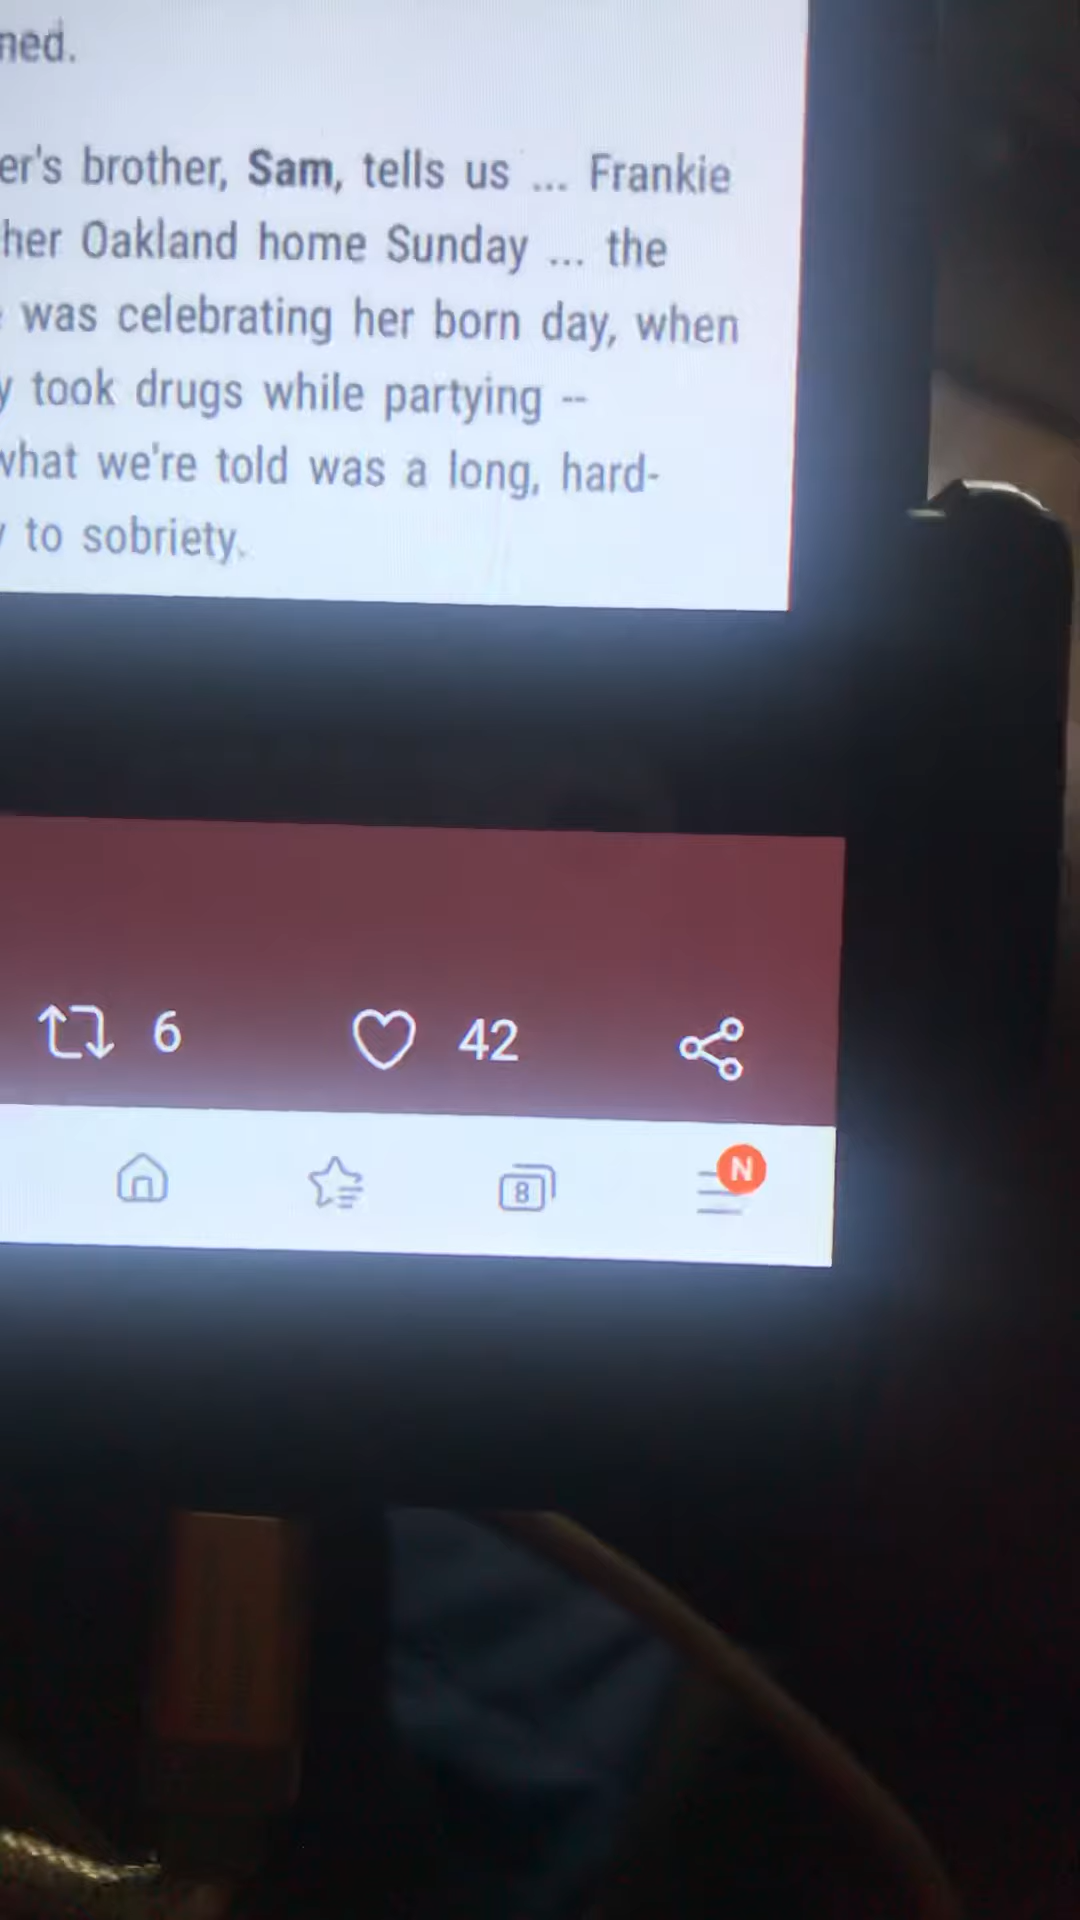 ned.
er's brother, Sam, tells us ... Frankie
her Oakland home Sunday ... the
was celebrating her born day, when
y took drugs while partying --
what we're told was a long, hard-
y to sobriety.
6 42
N
8